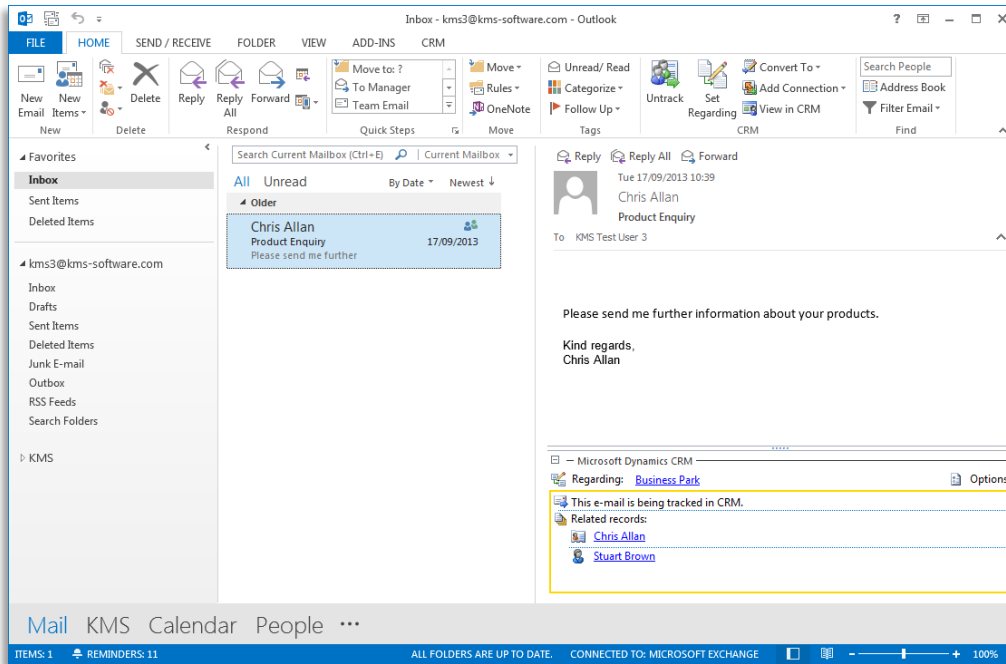 Inbox - kms3@kms-software.com - Outlook
FILE HOME SEND / RECEIVE FOLDER VIEW ADD-INS CRM
New Email
New Items
New
Delete
Delete
Reply
Reply All
Forward
Respond
Move to: ?
To Manager
Team Email
Quick Steps
Move
Rules
OneNote
Move
Unread/ Read
Categorize
Follow Up
Tags
Untrack
Set Regarding
Convert To
Add Connection
View in CRM
CRM
Search People
Address Book
Filter Email
Find
Favorites
Inbox
Sent Items
Deleted Items
kms3@kms-software.com
Inbox
Drafts
Sent Items
Deleted Items
Junk E-mail
Outbox
RSS Feeds
Search Folders
KMS
Search Current Mailbox (Ctrl+E) Current Mailbox
All Unread By Date Newest
Older
Chris Allan
Product Enquiry 17/09/2013
Please send me further
Reply Reply All Forward
Tue 17/09/2013 10:39
Chris Allan
Product Enquiry
To KMS Test User 3
Please send me further information about your products.
Kind regards,
Chris Allan
Microsoft Dynamics CRM
Regarding: Business Park Options
This e-mail is being tracked in CRM.
Related records:
Chris Allan
Stuart Brown
Mail KMS Calendar People
ITEMS: 1 REMINDERS: 11 ALL FOLDERS ARE UP TO DATE. CONNECTED TO: MICROSOFT EXCHANGE 100%